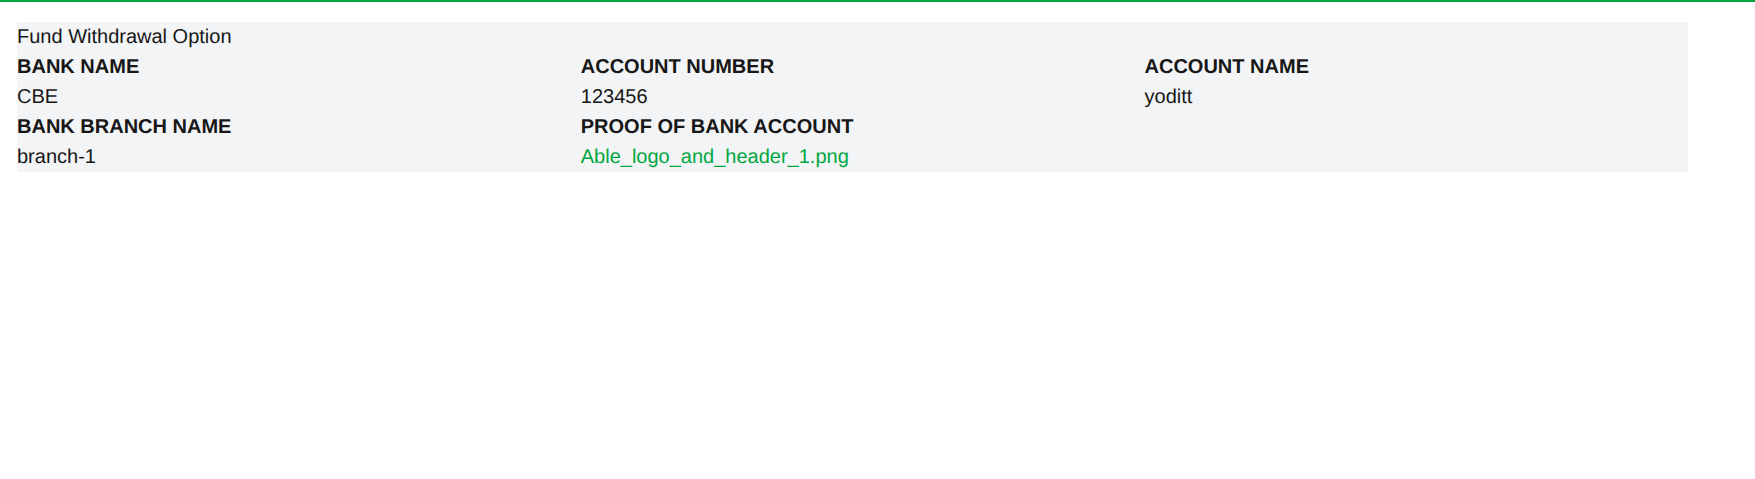 Fund Withdrawal Option
BANK NAME ACCOUNT NUMBER ACCOUNT NAME
CBE 123456 yoditt
BANK BRANCH NAME PROOF OF BANK ACCOUNT
branch-1 Able_logo_and_header_1.png